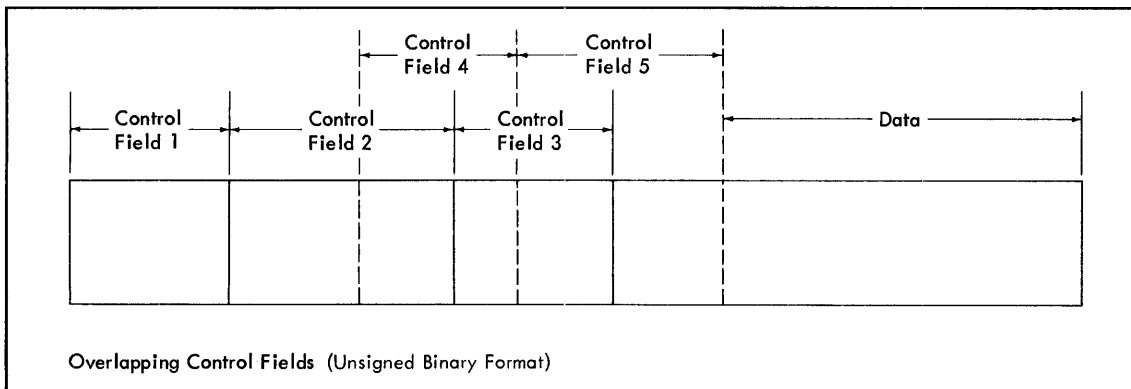 Control
Field 4
Control
Field 5
Control
Field 1
Control
Field 2
Control
Field 3
Data
Overlapping Control Fields (Unsigned Binary Format)